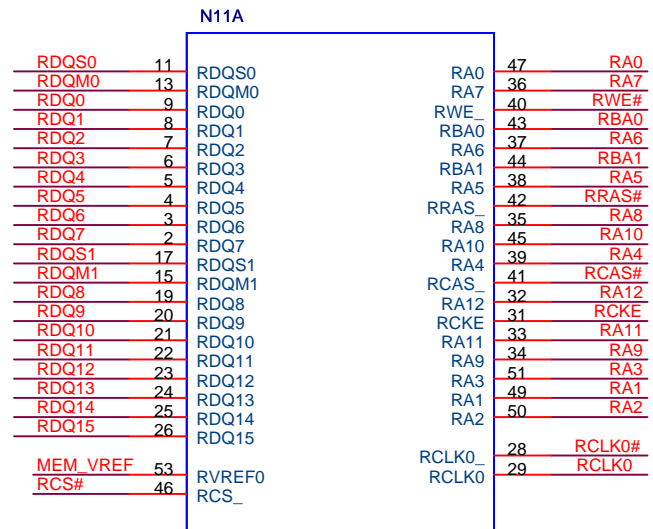 N11A
RDQS0 11 RDQS0 RA0 47 RA0
RDQM0 13 RDQM0 RA7 36 RA7
RDQ0 9 RDQ0 RWE_ 40 RWE#
RDQ1 8 RDQ1 RBA0 43 RBA0
RDQ2 7 RDQ2 RA6 37 RA6
RDQ3 6 RDQ3 RBA1 44 RBA1
RDQ4 5 RDQ4 RA5 38 RA5
RDQ5 4 RDQ5 RRAS_ 42 RRAS#
RDQ6 3 RDQ6 RA8 35 RA8
RDQ7 2 RDQ7 RA10 45 RA10
RDQS1 17 RDQS1 RA4 39 RA4
RDQM1 15 RDQM1 RCAS_ 41 RCAS#
RDQ8 19 RDQ8 RA12 32 RA12
RDQ9 20 RDQ9 RCKE 31 RCKE
RDQ10 21 RDQ10 RA11 33 RA11
RDQ11 22 RDQ11 RA9 34 RA9
RDQ12 23 RDQ12 RA3 51 RA3
RDQ13 24 RDQ13 RA1 49 RA1
RDQ14 25 RDQ14 RA2 50 RA2
RDQ15 26 RDQ15
RCLK0_ 28 RCLK0#
MEM_VREF 53 RVREF0 RCLK0 29 RCLK0
RCS# 46 RCS_